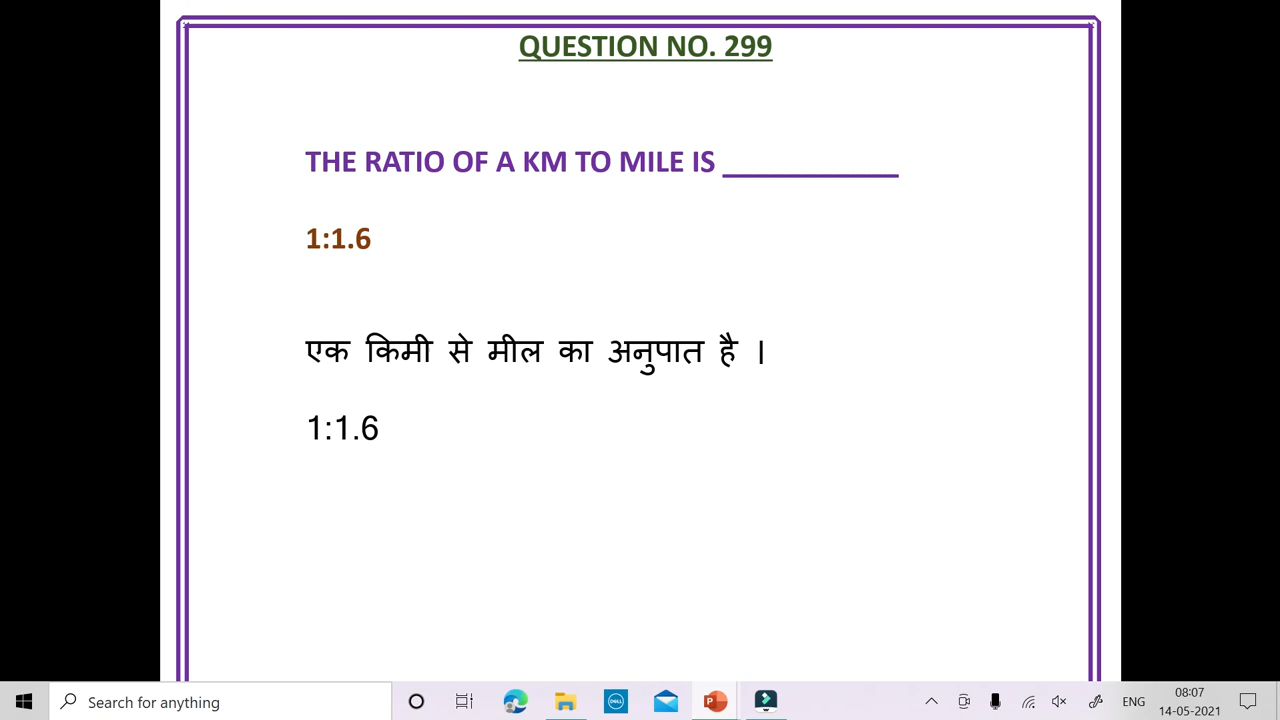 QUESTION NO. 299
THE RATIO OF A KM TO MILE IS ___________
1:1.6
एक किमी से मील का अनुपात है ।
1:1.6
Search for anything
DELL
P
ENG
08:07
14-05-2021